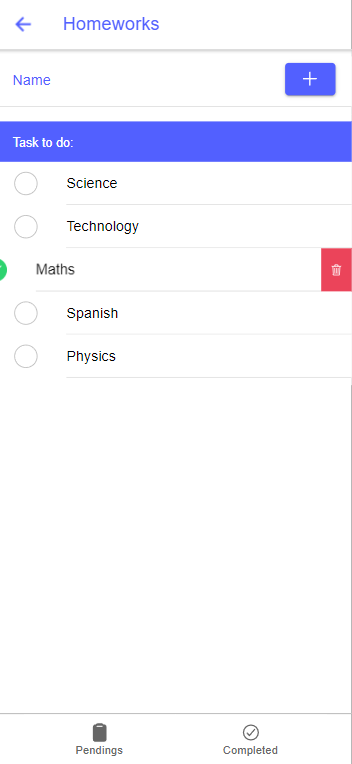 Homeworks
Name
Task to do:
Science
Technology
Maths
Spanish
Physics
Pendings
Completed